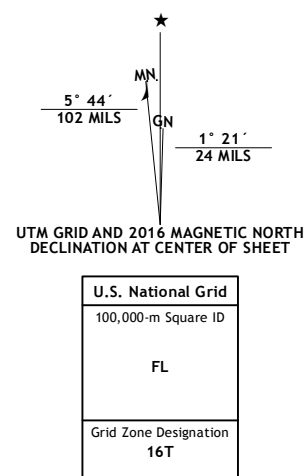 MN
5° 44´
102 MILS
GN
1° 21´
24 MILS
UTM GRID AND 2016 MAGNETIC NORTH
DECLINATION AT CENTER OF SHEET
U.S. National Grid
100,000-m Square ID
FL
Grid Zone Designation
16T